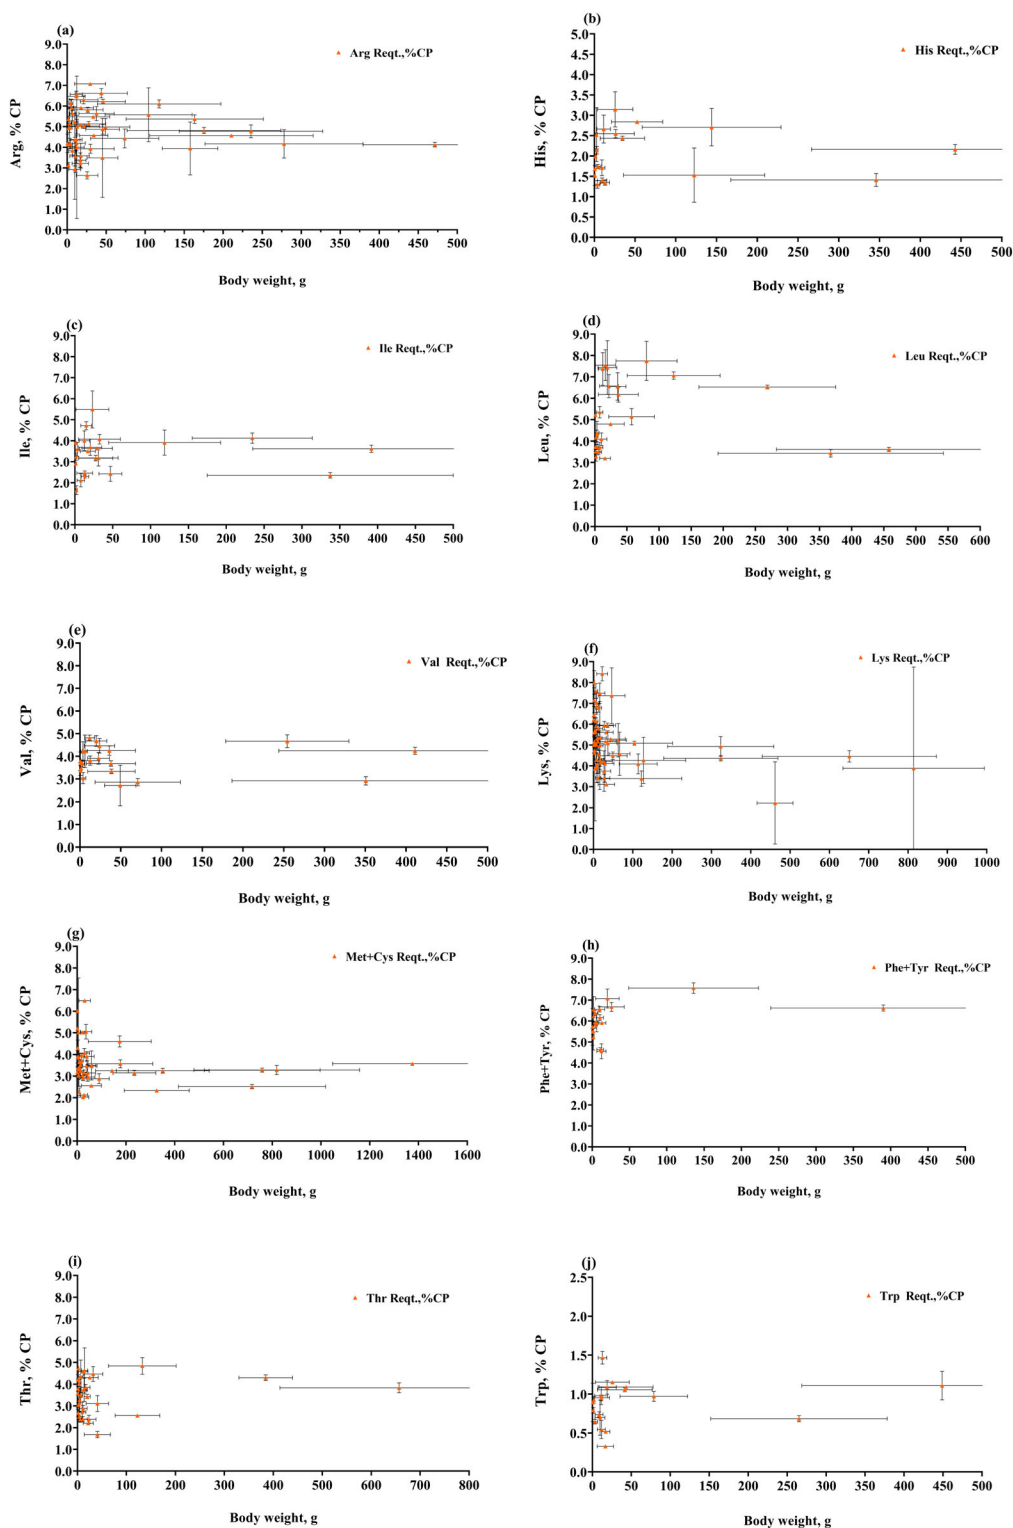 (a)
Arg Reqt.,%CP
Arg, % CP
9.0
8.0
7.0
6.0
5.0
4.0
3.0
2.0
1.0
0.0
0 50 100 150 200 250 300 350 400 450 500
Body weight, g
(b)
His Reqt.,%CP
His, % CP
5.0
4.5
4.0
3.5
3.0
2.5
2.0
1.5
1.0
0.5
0.0
0 50 100 150 200 250 300 350 400 450 500
Body weight, g
(c)
Ile Reqt.,%CP
Ile, % CP
9.0
8.0
7.0
6.0
5.0
4.0
3.0
2.0
1.0
0.0
0 50 100 150 200 250 300 350 400 450 500
Body weight, g
(d)
Leu Reqt.,%CP
Leu, % CP
9.0
8.0
7.0
6.0
5.0
4.0
3.0
2.0
1.0
0.0
0 50 100 150 200 250 300 350 400 450 500 550 600
Body weight, g
(e)
Val Reqt.,%CP
Val, % CP
9.0
8.0
7.0
6.0
5.0
4.0
3.0
2.0
1.0
0.0
0 50 100 150 200 250 300 350 400 450 500
Body weight, g
(f)
Lys Reqt.,%CP
Lys, % CP
9.0
8.0
7.0
6.0
5.0
4.0
3.0
2.0
1.0
0.0
0 100 200 300 400 500 600 700 800 900 1000
Body weight, g
(g)
Met+Cys Reqt.,%CP
Met+Cys, % CP
9.0
8.0
7.0
6.0
5.0
4.0
3.0
2.0
1.0
0.0
0 200 400 600 800 1000 1200 1400 1600
Body weight, g
(h)
Phe+Tyr Reqt.,%CP
Phe+Tyr, % CP
9.0
8.0
7.0
6.0
5.0
4.0
3.0
2.0
1.0
0.0
0 50 100 150 200 250 300 350 400 450 500
Body weight, g
(i)
Thr Reqt.,%CP
Thr, % CP
9.0
8.0
7.0
6.0
5.0
4.0
3.0
2.0
1.0
0.0
0 100 200 300 400 500 600 700 800
Body weight, g
(j)
Trp Reqt.,%CP
Trp, % CP
2.5
2.0
1.5
1.0
0.5
0.0
0 50 100 150 200 250 300 350 400 450 500
Body weight, g